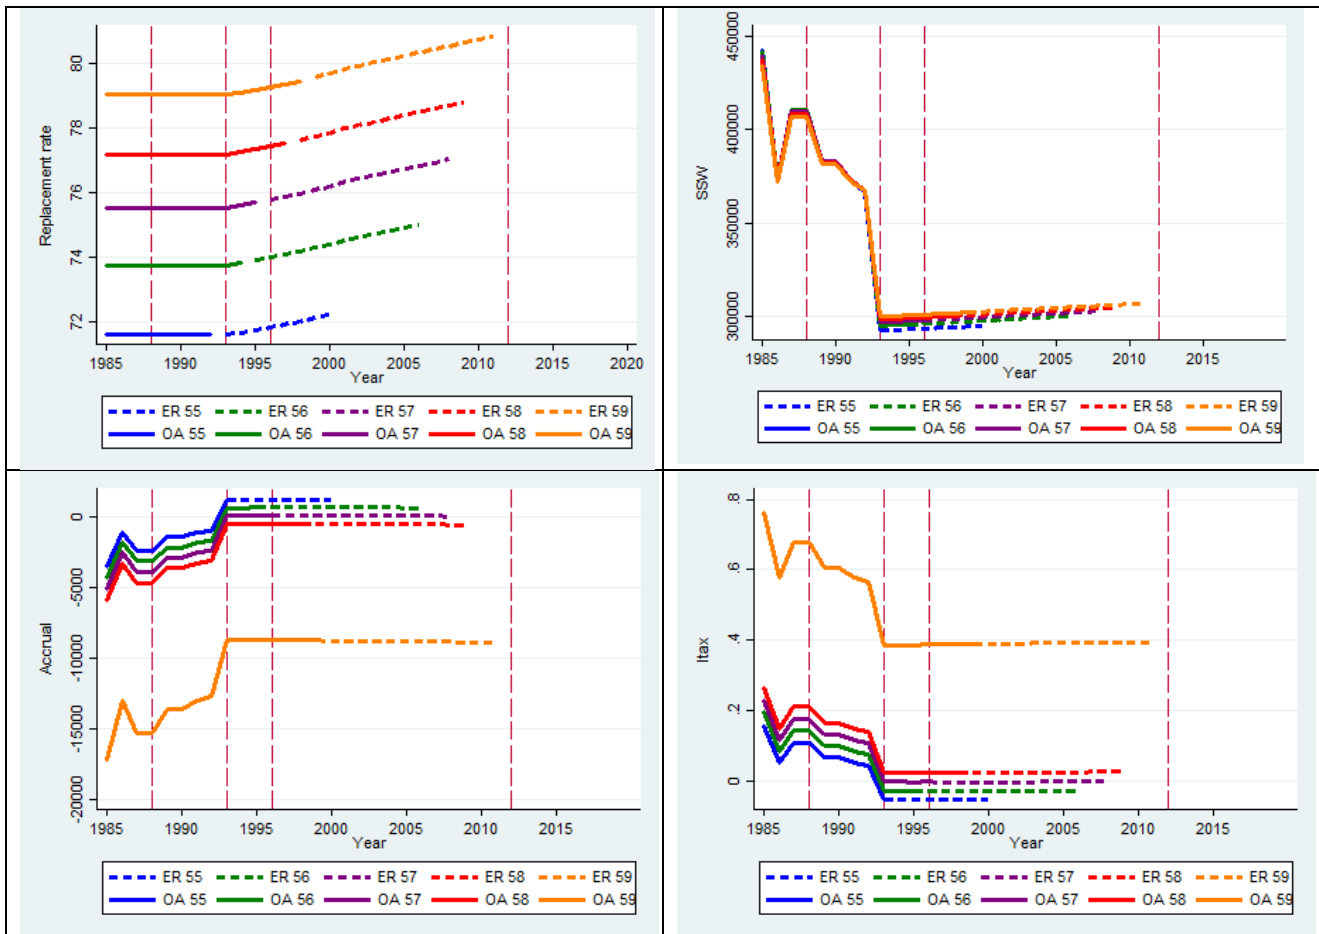 Replacement rate
80
78
76
74
72
1985 1990 1995 2000 2005 2010 2015 2020
Year
ER 55 ER 56 ER 57 ER 58 ER 59
OA 55 OA 56 OA 57 OA 58 OA 59
SSW
450000
400000
350000
300000
1985 1990 1995 2000 2005 2010 2015
Year
ER 55 ER 56 ER 57 ER 58 ER 59
OA 55 OA 56 OA 57 OA 58 OA 59
Accrual
0
-5000
-10000
-15000
-20000
1985 1990 1995 2000 2005 2010 2015
Year
ER 55 ER 56 ER 57 ER 58 ER 59
OA 55 OA 56 OA 57 OA 58 OA 59
Itax
.8
.6
.4
.2
0
1985 1990 1995 2000 2005 2010 2015
Year
ER 55 ER 56 ER 57 ER 58 ER 59
OA 55 OA 56 OA 57 OA 58 OA 59